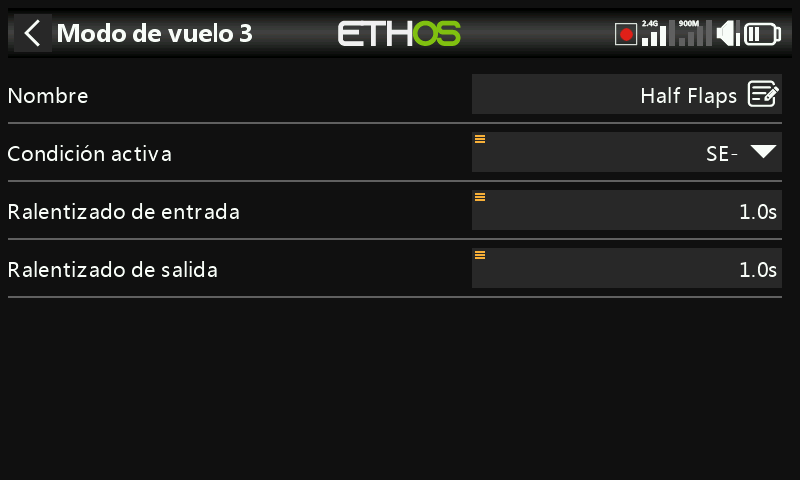 Modo de vuelo 3
ETHOS
2.4G
900M
Nombre
Half Flaps
Condición activa
SE-
Ralentizado de entrada
1.0s
Ralentizado de salida
1.0s